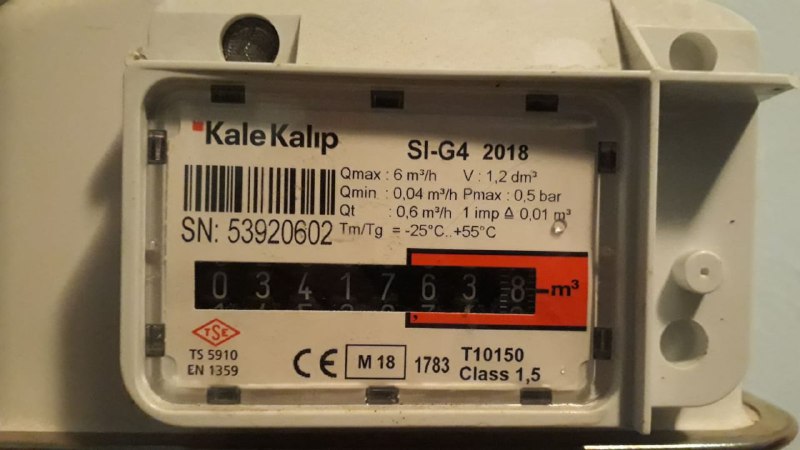 Kale Kalıp
SI-G4 2018
Qmax : 6 m³/h V : 1,2 dm³
Qmin : 0,04 m³/h Pmax : 0,5 bar
Qt : 0,6 m³/h 1 imp ≙ 0,01 m³
SN: 53920602
Tm/Tg = -25°C..+55°C
0 3 4 1 7 6 3 8 m³
,
TSE
TS 5910
EN 1359
CE
M 18
1783
T10150
Class 1,5